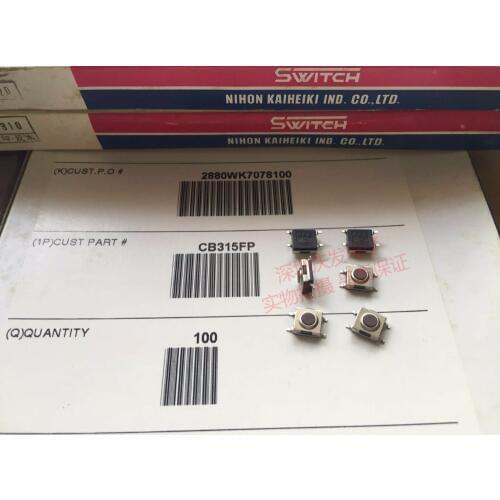 SWITCH
NIHON KAIHEIKI IND. CO.,LTD.
SWITCH
910
NIHON KAIHEIKI IND. CO.,LTD.
(K)CUST.P.O #
2880WK7078100
(1P)CUST PART #
CB315FP
(Q)QUANTITY
100